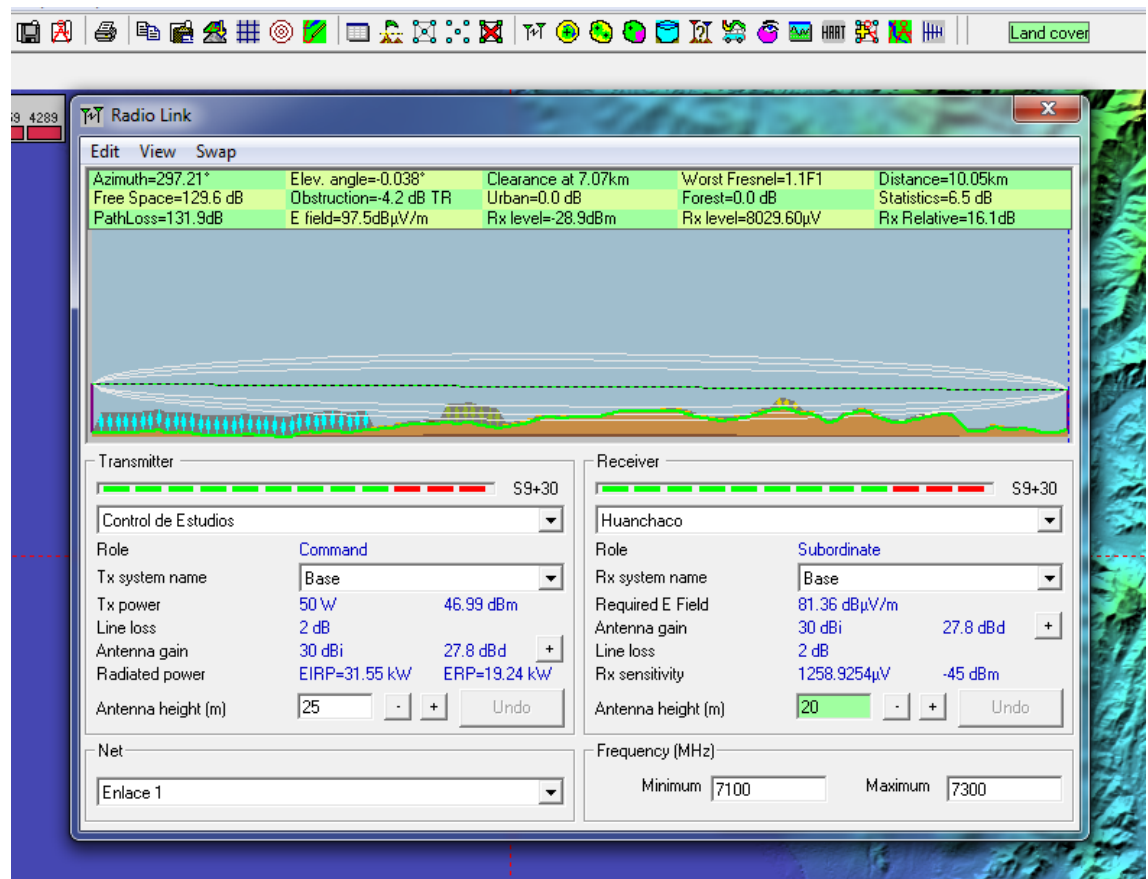 Land cover
59 4289
Radio Link
Edit View Swap
Azimuth=297.21° Elev. angle=-0.038° Clearance at 7.07km Worst Fresnel=1.1F1 Distance=10.05km
Free Space=129.6 dB Obstruction=-4.2 dB TR Urban=0.0 dB Forest=0.0 dB Statistics=6.5 dB
PathLoss=131.9dB E field=97.5dBµV/m Rx level=-28.9dBm Rx level=8029.60µV Rx Relative=16.1dB
Transmitter
S9+30
Control de Estudios
Role Command
Tx system name Base
Tx power 50 W 46.99 dBm
Line loss 2 dB
Antenna gain 30 dBi 27.8 dBd +
Radiated power EIRP=31.55 kW ERP=19.24 kW
Antenna height (m) 25 - + Undo
Net
Enlace 1
Receiver
S9+30
Huanchaco
Role Subordinate
Rx system name Base
Required E Field 81.36 dBµV/m
Antenna gain 30 dBi 27.8 dBd +
Line loss 2 dB
Rx sensitivity 1258.9254µV -45 dBm
Antenna height (m) 20 - + Undo
Frequency (MHz)
Minimum 7100 Maximum 7300